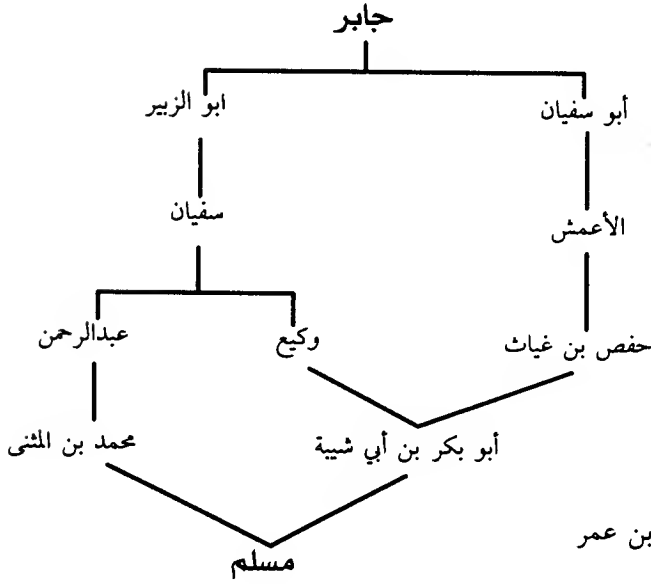 جابر
أبو سفيان
ابو الزبير
الأعمش
سفيان
حفص بن غياث
وكيع
عبدالرحمن
أبو بكر بن أبي شيبة
محمد بن المثنى
بن عمر
مسلم